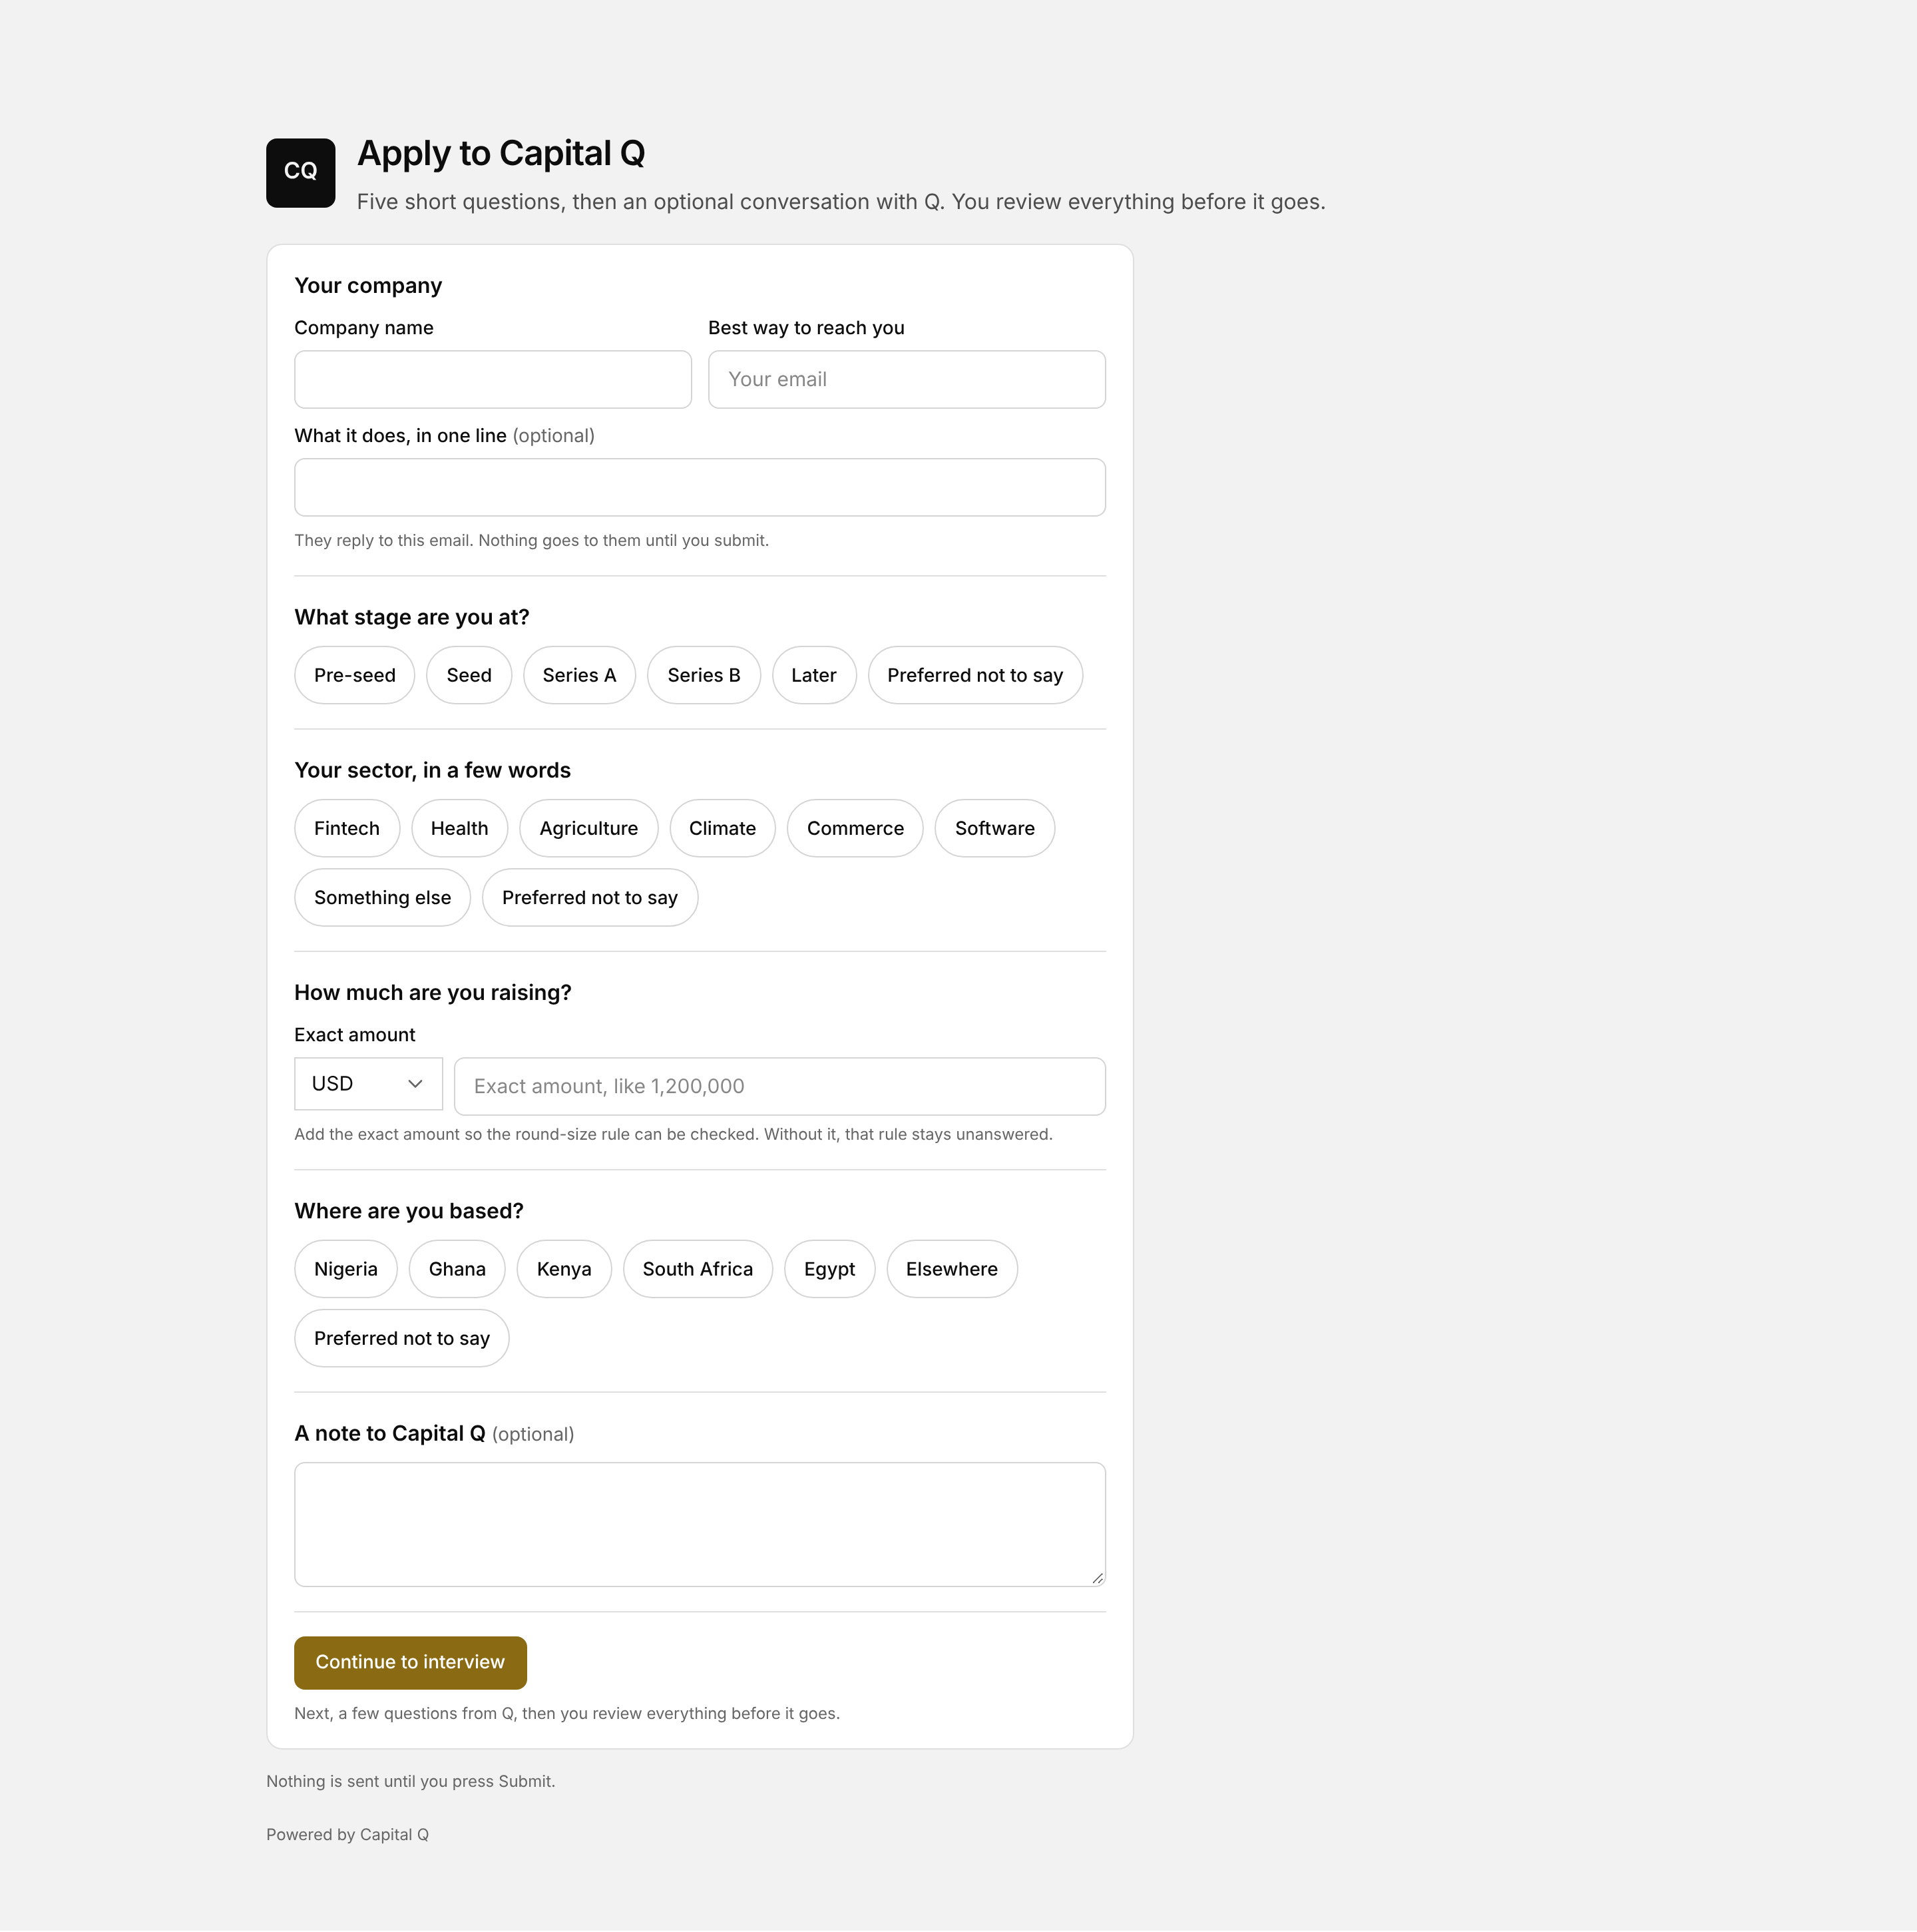 CQ
Apply to Capital Q
Five short questions, then an optional conversation with Q. You review everything before it goes.
Your company
Company name
Best way to reach you
Your email
What it does, in one line (optional)
They reply to this email. Nothing goes to them until you submit.
What stage are you at?
Pre-seed Seed Series A Series B Later Preferred not to say
Your sector, in a few words
Fintech Health Agriculture Climate Commerce Software
Something else Preferred not to say
How much are you raising?
Exact amount
USD Exact amount, like 1,200,000
Add the exact amount so the round-size rule can be checked. Without it, that rule stays unanswered.
Where are you based?
Nigeria Ghana Kenya South Africa Egypt Elsewhere
Preferred not to say
A note to Capital Q (optional)
Continue to interview
Next, a few questions from Q, then you review everything before it goes.
Nothing is sent until you press Submit.
Powered by Capital Q